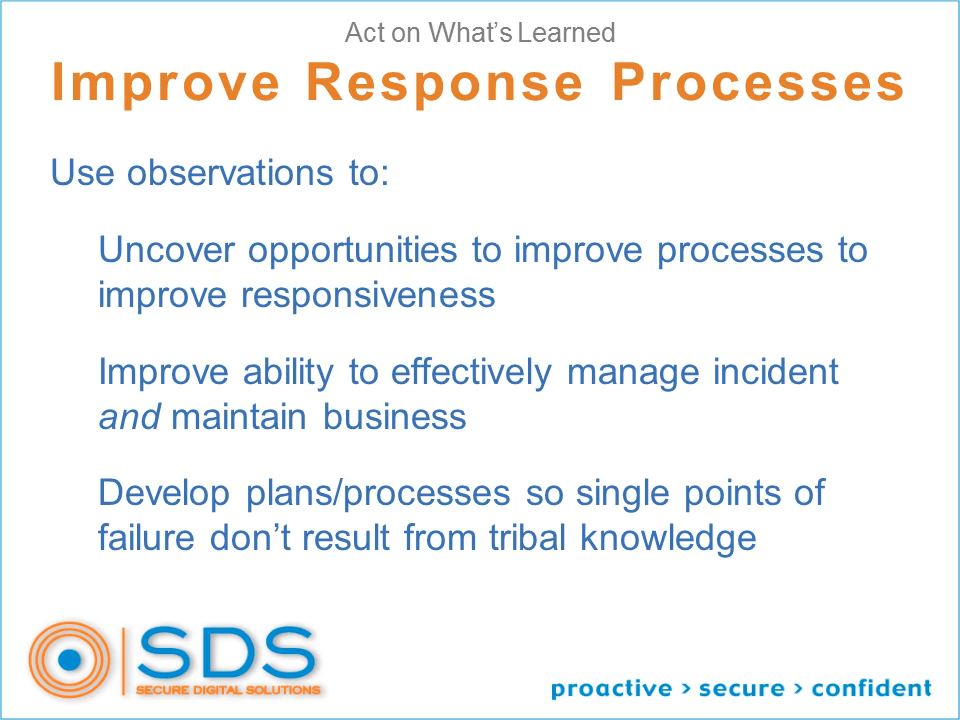 Act on What’s Learned
Improve Response Processes
Use observations to:
Uncover opportunities to improve processes to
improve responsiveness
Improve ability to effectively manage incident
and maintain business
Develop plans/processes so single points of
failure don’t result from tribal knowledge
SDS
SECURE DIGITAL SOLUTIONS
proactive > secure > confident